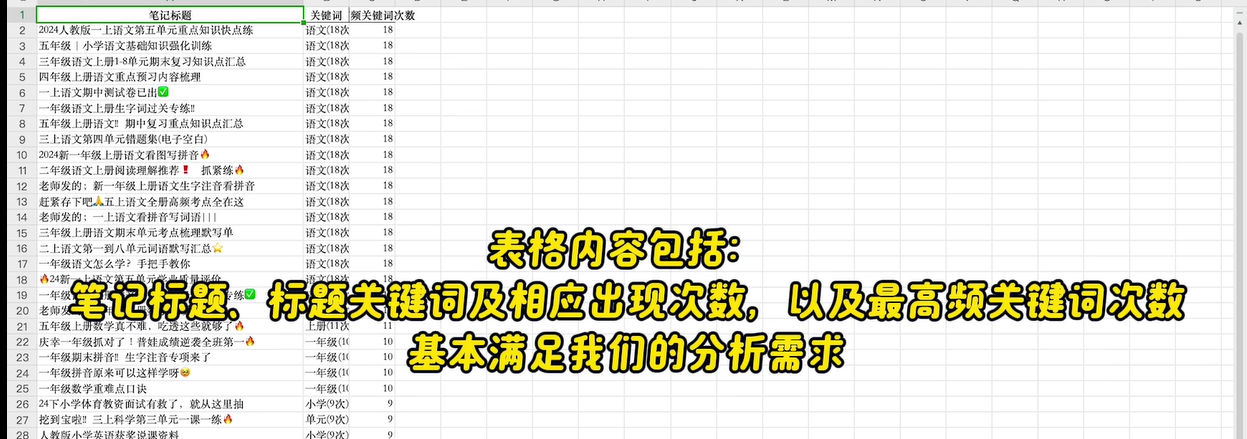 1 笔记标题 关键词 频关键词次数
2 2024人教版一上语文第五单元重点知识快点练 语文(18次 18
3 五年级｜小学语文基础知识强化训练 语文(18次 18
4 三年级语文上册1-8单元期末复习知识点汇总 语文(18次 18
5 四年级上册语文重点预习内容梳理 语文(18次 18
6 一上语文期中测试卷已出✅ 语文(18次 18
7 一年级语文上册生字词过关专练‼ 语文(18次 18
8 五年级上册语文‼ 期中复习重点知识点汇总 语文(18次 18
9 三上语文第四单元错题集(电子空白) 语文(18次 18
10 2024新一年级上册语文看图写拼音🔥 语文(18次 18
11 二年级语文上册阅读理解推荐❗ 抓紧练🔥 语文(18次 18
12 老师发的；新一年级上册语文生字注音看拼音 语文(18次 18
13 赶紧存下吧🙏五上语文全册高频考点全在这 语文(18次 18
14 老师发的；一上语文看拼音写词语||| 语文(18次 18
15 三年级上册语文期末单元考点梳理默写单 语文(18次 18
16 二上语文第一到八单元词语默写汇总⭐ 语文(18次 18
17 一年级语文怎么学？手把手教你 语文(18次 18
表格内容包括:
18 🔥24新一上语文第五单元学业质量评价 语文(18次 18
19 一年级 专练✅
笔记标题、标题关键词及相应出现次数，以及最高频关键词次数
20 老师发
21 五年级上册数学真不难，吃透这些就够了🔥 上册(11次 11
22 庆幸一年级抓对了！普娃成绩逆袭全班第一🔥 一年级(10 10
基本满足我们的分析需求
23 一年级期末拼音‼ 生字注音专项来了 一年级(10 10
24 一年级拼音原来可以这样学呀🥹 一年级(10 10
25 一年级数学重难点口诀 一年级(10 10
26 24下小学体育教资面试有救了，就从这里抽 小学(9次) 9
27 挖到宝啦‼ 三上科学第三单元一课一练🔥 单元(9次) 9
28 人教版小学英语获奖说课资料 小学(9次) 9